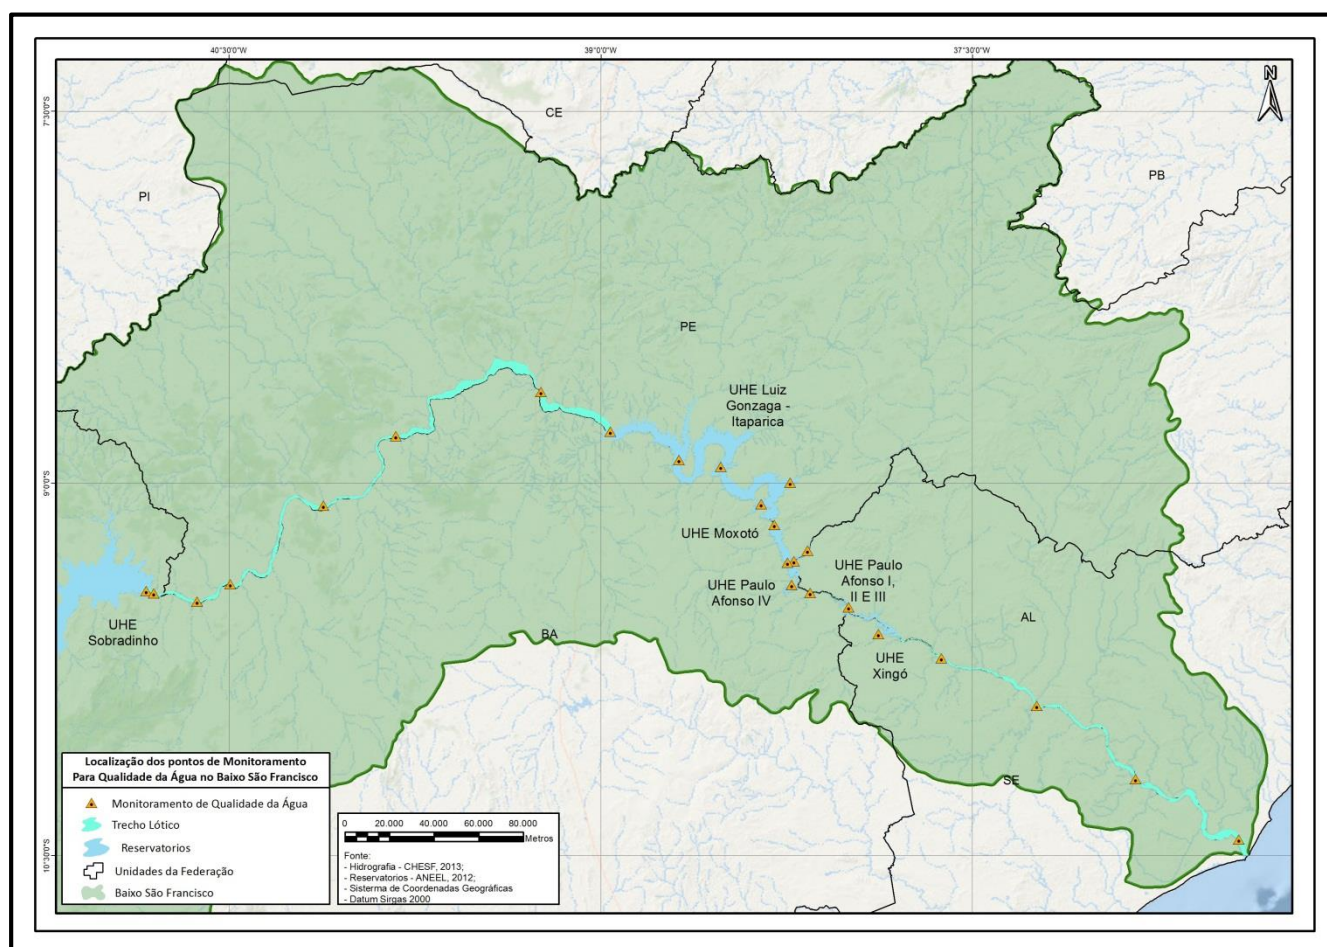 40°30'0"W
39°0'0"W
37°30'0"W
N
7°30'0"S
CE
PB
PI
PE
UHE Luiz
Gonzaga -
Itaparica
9°0'0"S
UHE Moxotó
UHE Paulo
Afonso IV
UHE Paulo
Afonso I,
II E III
UHE
Sobradinho
BA
AL
UHE
Xingó
SE
10°30'0"S
Localização dos pontos de Monitoramento
Para Qualidade da Água no Baixo São Francisco
Monitoramento de Qualidade da Água
Trecho Lótico
Reservatorios
Unidades da Federação
Baixo São Francisco
0 20.000 40.000 60.000 80.000
Metros
Fonte:
- Hidrografia - CHESF, 2013;
- Reservatorios - ANEEL, 2012;
- Sisterma de Coordenadas Geográficas
- Datum Sirgas 2000